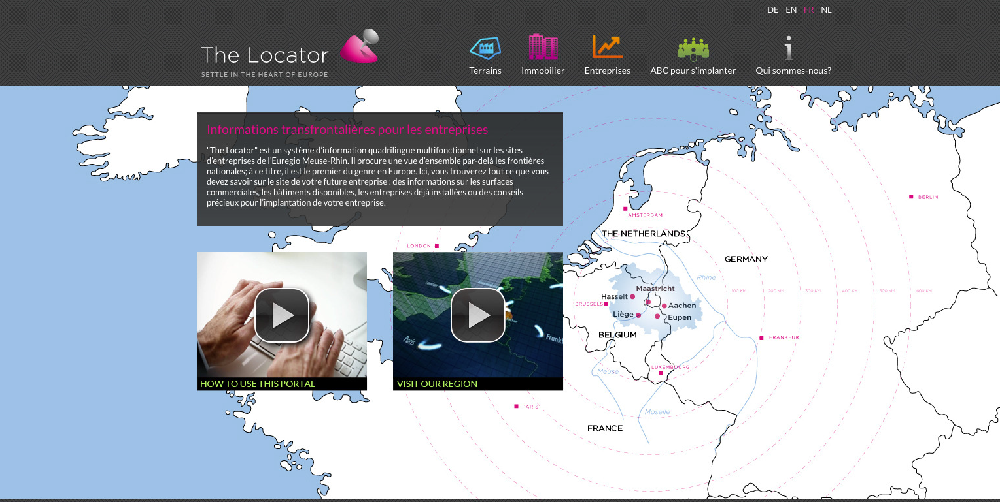 DE EN FR NL
The Locator
SETTLE IN THE HEART OF EUROPE
Terrains
Immobilier
Entreprises
ABC pour s'implanter
Qui sommes-nous?
Informations transfrontalières pour les entreprises
"The Locator" est un système d'information quadrilingue multifonctionnel sur les sites
d'entreprises de l'Euregio Meuse-Rhin. Il procure une vue d'ensemble par-delà les frontières
nationales; à ce titre, il est le premier du genre en Europe. Ici, vous trouverez tout ce que vous
devez savoir sur le site de votre future entreprise : des informations sur les surfaces
commerciales, les bâtiments disponibles, les entreprises déjà installées ou des conseils
précieux pour l'implantation de votre entreprise.
BERLIN
AMSTERDAM
THE NETHERLANDS
LONDON
GERMANY
Rhine
Maastricht
100 KM
200 KM
300 KM
400 KM
500 KM
600 KM
Hasselt
BRUSSELS
Aachen
Liège
Eupen
BELGIUM
FRANKFURT
Paris
LUXEMBOURG
Meuse
HOW TO USE THIS PORTAL
VISIT OUR REGION
PARIS
Moselle
FRANCE